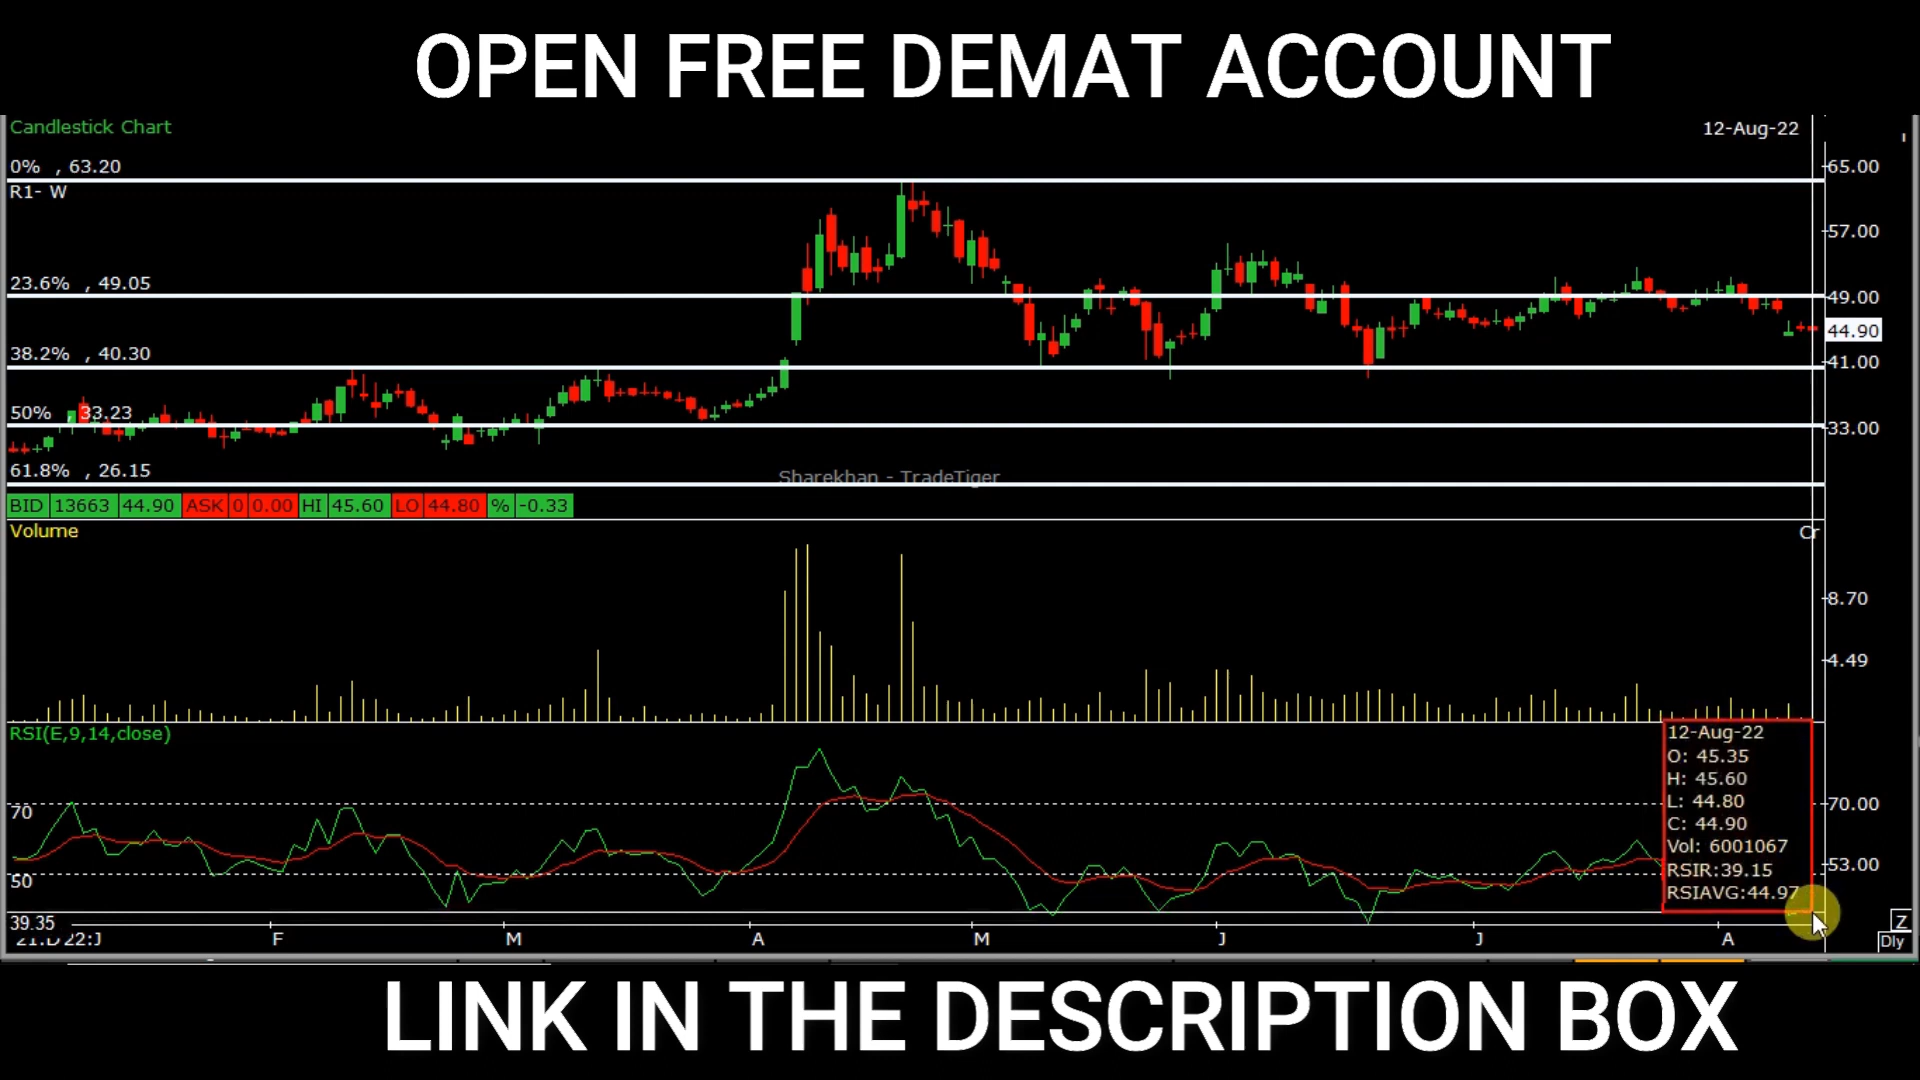 OPEN FREE DEMAT ACCOUNT
Candlestick Chart
12-Aug-22
0% , 63.20
65.00
R1- W
57.00
23.6% , 49.05
49.00
44.90
38.2% , 40.30
41.00
50% , 33.23
33.00
61.8% , 26.15
Sharekhan - TradeTiger
BID 13663 44.90 ASK 0 0.00 HI 45.60 LO 44.80 % -0.33
Volume
Cr
8.70
4.49
RSI(E,9,14,close)
12-Aug-22
O: 45.35
H: 45.60
L: 44.80
C: 44.90
Vol: 6001067
RSIR:39.15
RSIAVG:44.97
70
70.00
53.00
50
39.35
Z
22:J F M A M J J A
Dly
LINK IN THE DESCRIPTION BOX